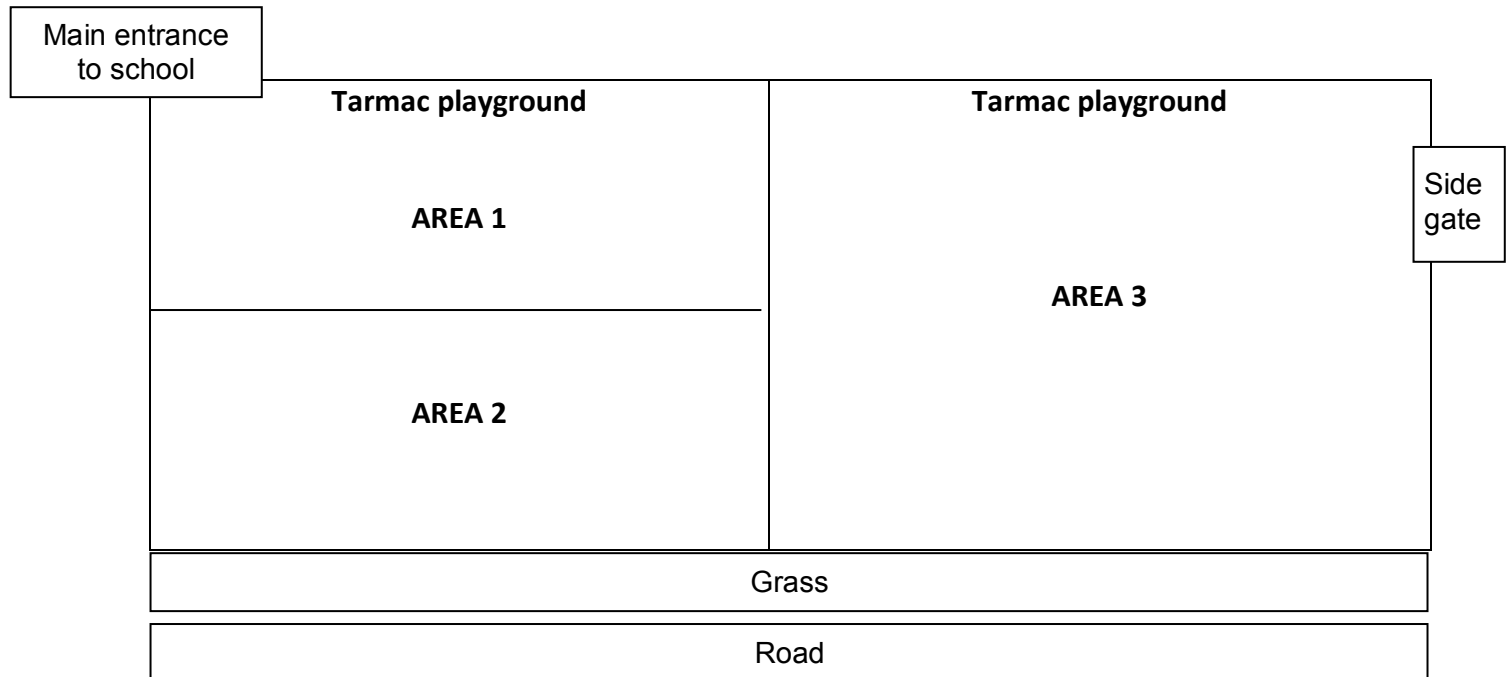 Main entrance
to school
Tarmac playground
Tarmac playground
Side
gate
AREA 1
AREA 3
AREA 2
Grass
Road